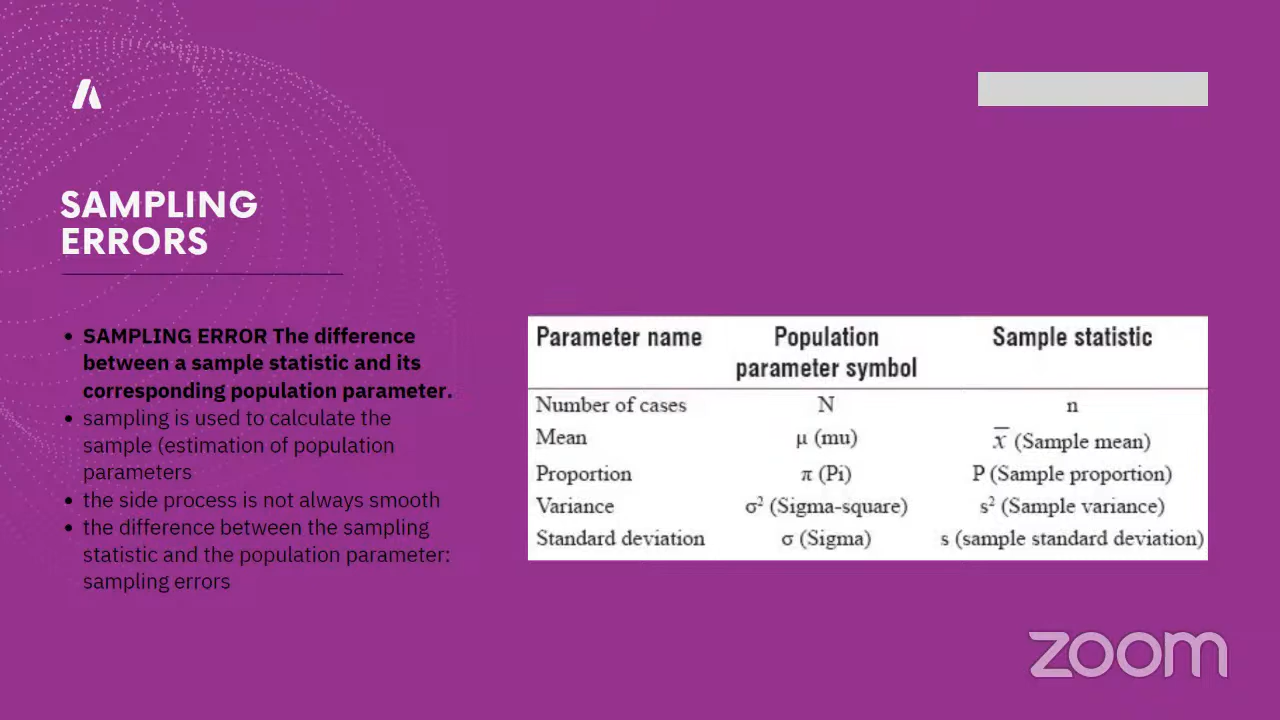 SAMPLING
ERRORS
• SAMPLING ERROR The difference
between a sample statistic and its
corresponding population parameter.
• sampling is used to calculate the
sample (estimation of population
parameters
• the side process is not always smooth
• the difference between the sampling
statistic and the population parameter:
sampling errors
Parameter name Population parameter symbol Sample statistic
Number of cases N n
Mean μ (mu) x̅ (Sample mean)
Proportion π (Pi) P (Sample proportion)
Variance σ² (Sigma-square) s² (Sample variance)
Standard deviation σ (Sigma) s (sample standard deviation)
zoom